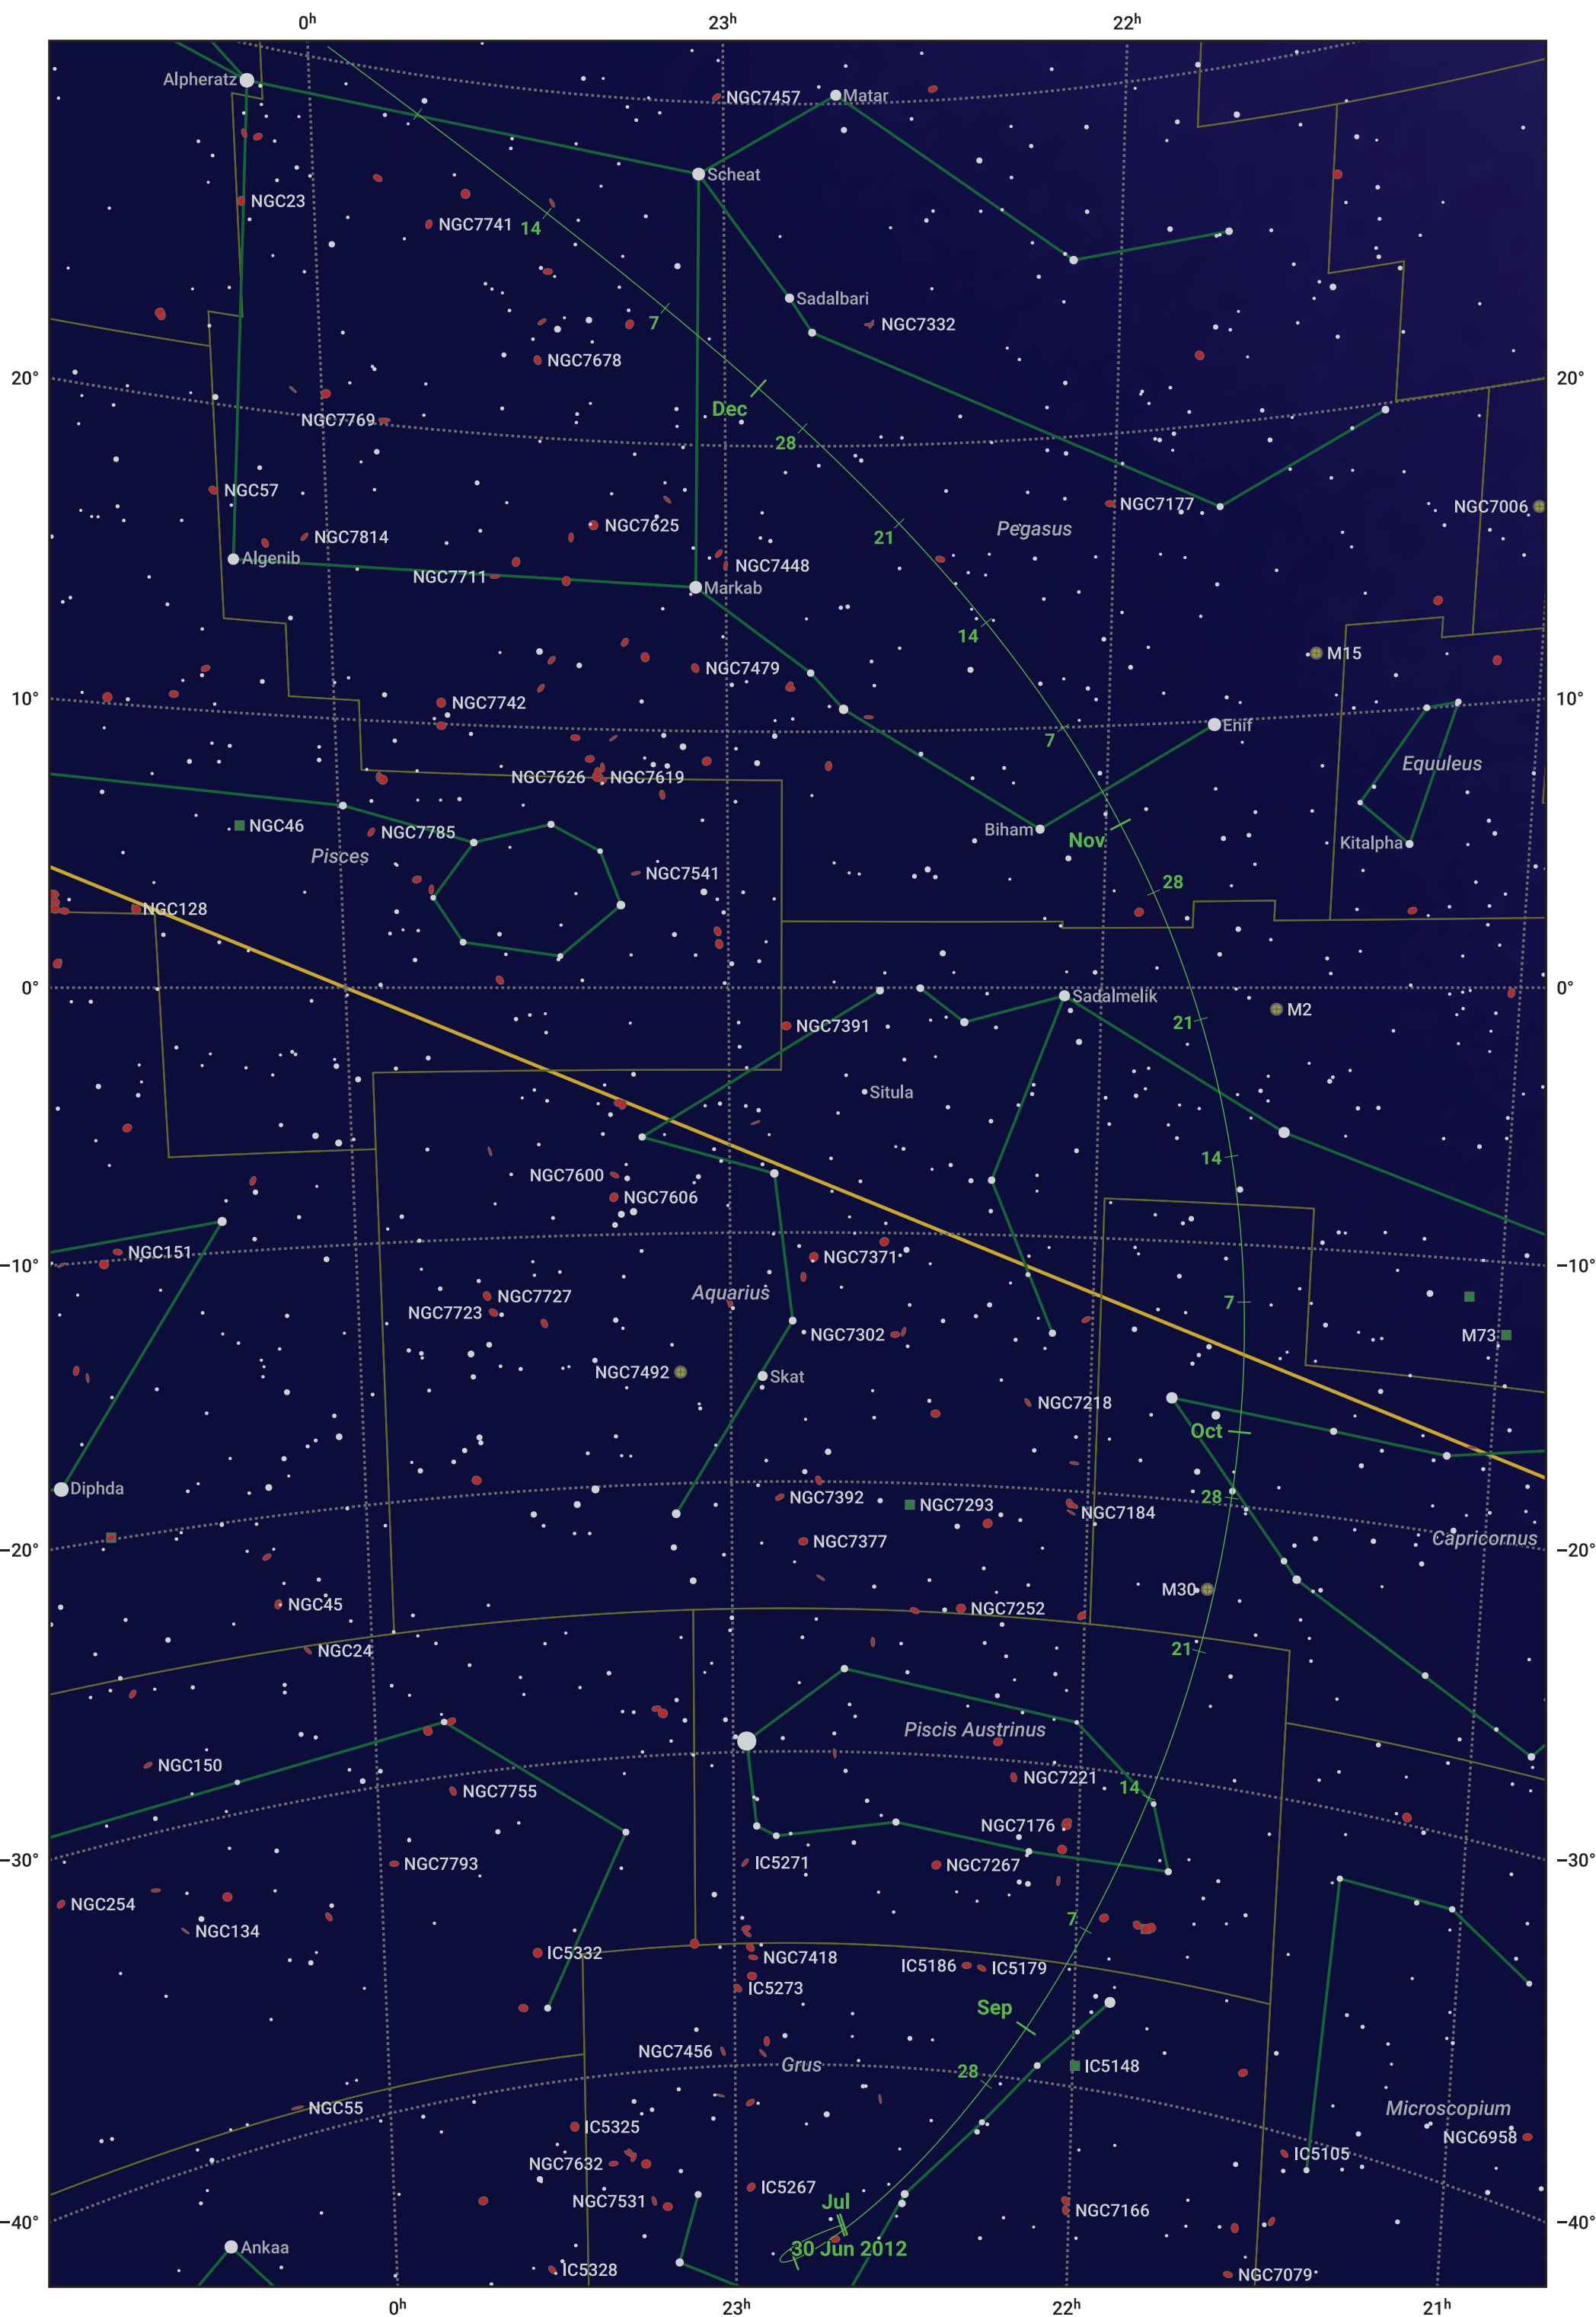 0h 23h 22h
Alpheratz
NGC7457
Matar
Scheat
NGC23
NGC7741
14
Sadalbari
7
NGC7332
NGC7678
20°
20°
Dec
NGC7769
28
NGC57
NGC7177
NGC7006
NGC7625
Pegasus
NGC7814
21
Algenib
NGC7448
NGC7711
Markab
14
M15
NGC7479
10°
10°
NGC7742
Enif
7
Equuleus
NGC7626
NGC7619
NGC46
NGC7785
Biham
Nov
Kitalpha
Pisces
NGC7541
28
NGC128
0°
0°
Sadalmelik
M2
NGC7391
21
Situla
14
NGC7600
NGC7606
NGC151
NGC7371
−10°
−10°
Aquarius
NGC7727
7
NGC7723
NGC7302
M73
NGC7492
Skat
NGC7218
Oct
Diphda
NGC7392
28
NGC7293
NGC7184
Capricornus
NGC7377
−20°
−20°
M30
NGC45
NGC7252
NGC24
21
Piscis Austrinus
NGC150
NGC7221
14
NGC7755
NGC7176
−30°
−30°
NGC7793
IC5271
NGC7267
NGC254
7
NGC134
IC5332
NGC7418
IC5186
IC5179
IC5273
Sep
NGC7456
Grus
28
IC5148
NGC55
Microscopium
IC5325
NGC6958
IC5105
NGC7632
IC5267
NGC7531
Jul
NGC7166
−40°
−40°
Ankaa
30 Jun 2012
IC5328
NGC7079
0h 23h 22h 21h